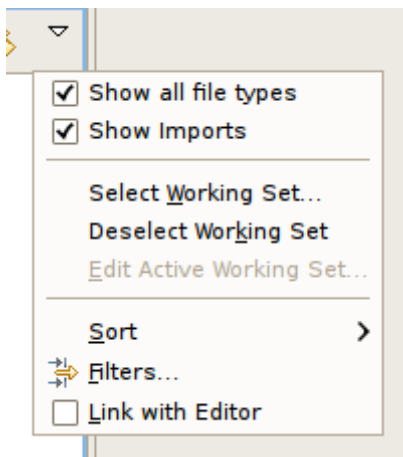 Show all file types
Show Imports
Select Working Set...
Deselect Working Set
Edit Active Working Set...
Sort
Filters...
Link with Editor